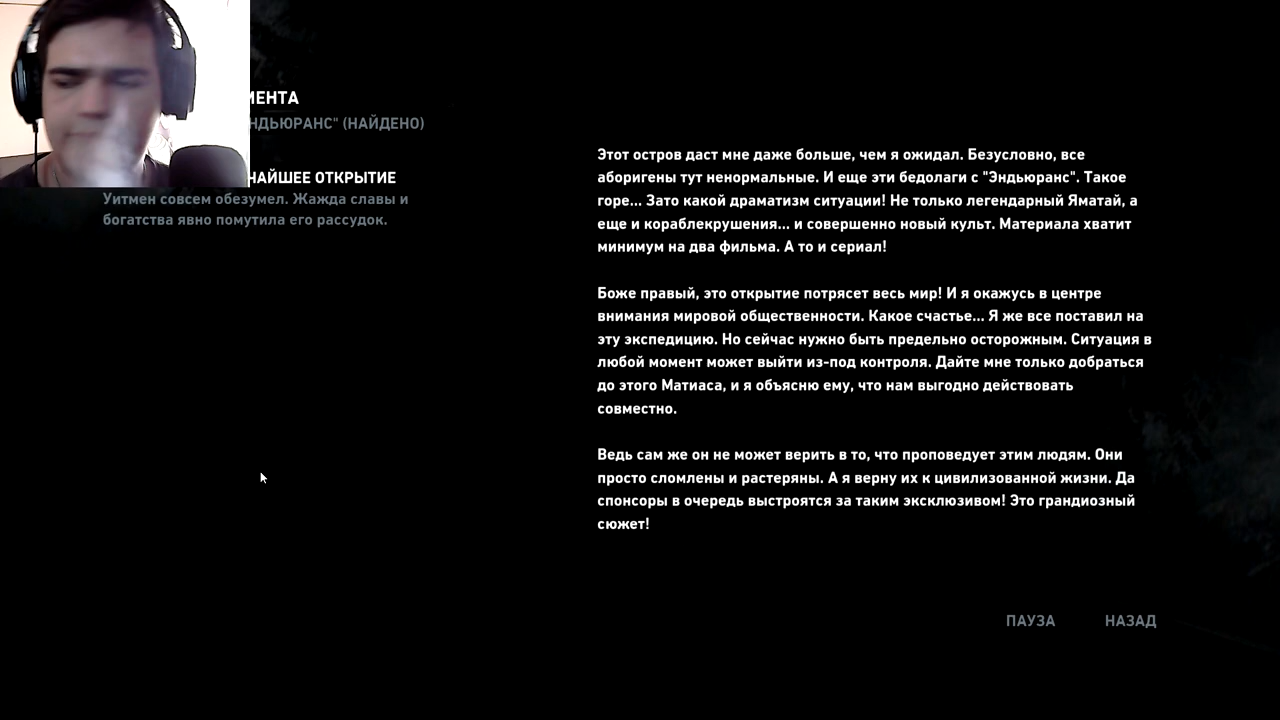 НАЙДЕНО)
Этот остров даст мне даже больше, чем я ожидал. Безусловно, все
аборигены тут ненормальные. И еще эти бедолаги с "Эндьюранс". Такое
горе... Зато какой драматизм ситуации! Не только легендарный Яматай, а
еще и кораблекрушения... и совершенно новый культ. Материала хватит
минимум на два фильма. А то и сериал!
ОТКРЫТИЕ
Уитмен совсем обезумел. Жажда славы и
богатства явно помутила его рассудок.
Боже правый, это открытие потрясет весь мир! И я окажусь в центре
внимания мировой общественности. Какое счастье... Я же все поставил на
эту экспедицию. Но сейчас нужно быть предельно осторожным. Ситуация в
любой момент может выйти из-под контроля. Дайте мне только добраться
до этого Матиаса, и я объясню ему, что нам выгодно действовать
совместно.
Ведь сам же он не может верить в то, что проповедует этим людям. Они
просто сломлены и растеряны. А я верну их к цивилизованной жизни. Да
спонсоры в очередь выстроятся за таким эксклюзивом! Это грандиозный
сюжет!
ПАУЗА
НАЗАД